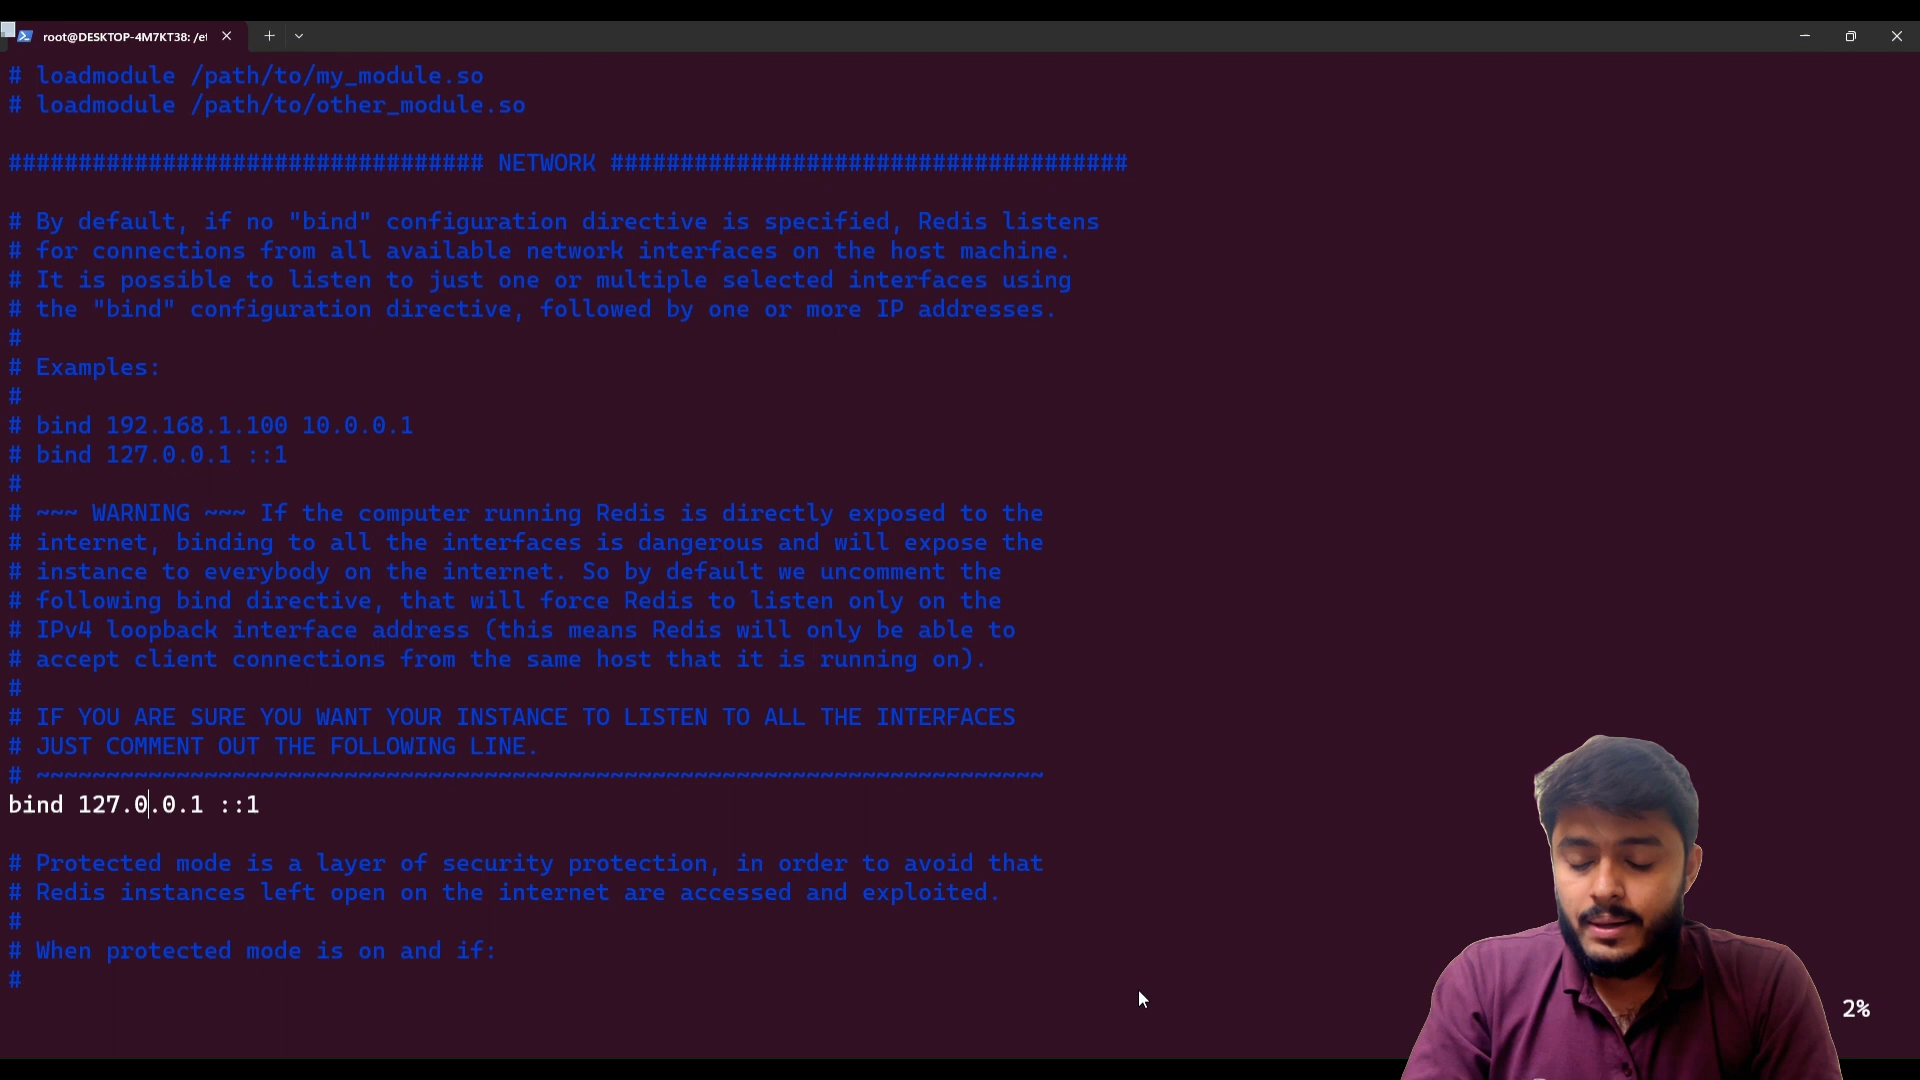 root@DESKTOP-4M7KT38: /et
# loadmodule /path/to/my_module.so
# loadmodule /path/to/other_module.so
################################## NETWORK #####################################
# By default, if no "bind" configuration directive is specified, Redis listens
# for connections from all available network interfaces on the host machine.
# It is possible to listen to just one or multiple selected interfaces using
# the "bind" configuration directive, followed by one or more IP addresses.
#
# Examples:
#
# bind 192.168.1.100 10.0.0.1
# bind 127.0.0.1 ::1
#
# ~~~ WARNING ~~~ If the computer running Redis is directly exposed to the
# internet, binding to all the interfaces is dangerous and will expose the
# instance to everybody on the internet. So by default we uncomment the
# following bind directive, that will force Redis to listen only on the
# IPv4 loopback interface address (this means Redis will only be able to
# accept client connections from the same host that it is running on).
#
# IF YOU ARE SURE YOU WANT YOUR INSTANCE TO LISTEN TO ALL THE INTERFACES
# JUST COMMENT OUT THE FOLLOWING LINE.
# ~~~~~~~~~~~~~~~~~~~~~~~~~~~~~~~~~~~~~~~~~~~~~~~~~~~~~~~~~~~~~~~~~~~~~~~~
bind 127.0.0.1 ::1
# Protected mode is a layer of security protection, in order to avoid that
# Redis instances left open on the internet are accessed and exploited.
#
# When protected mode is on and if:
#
2%